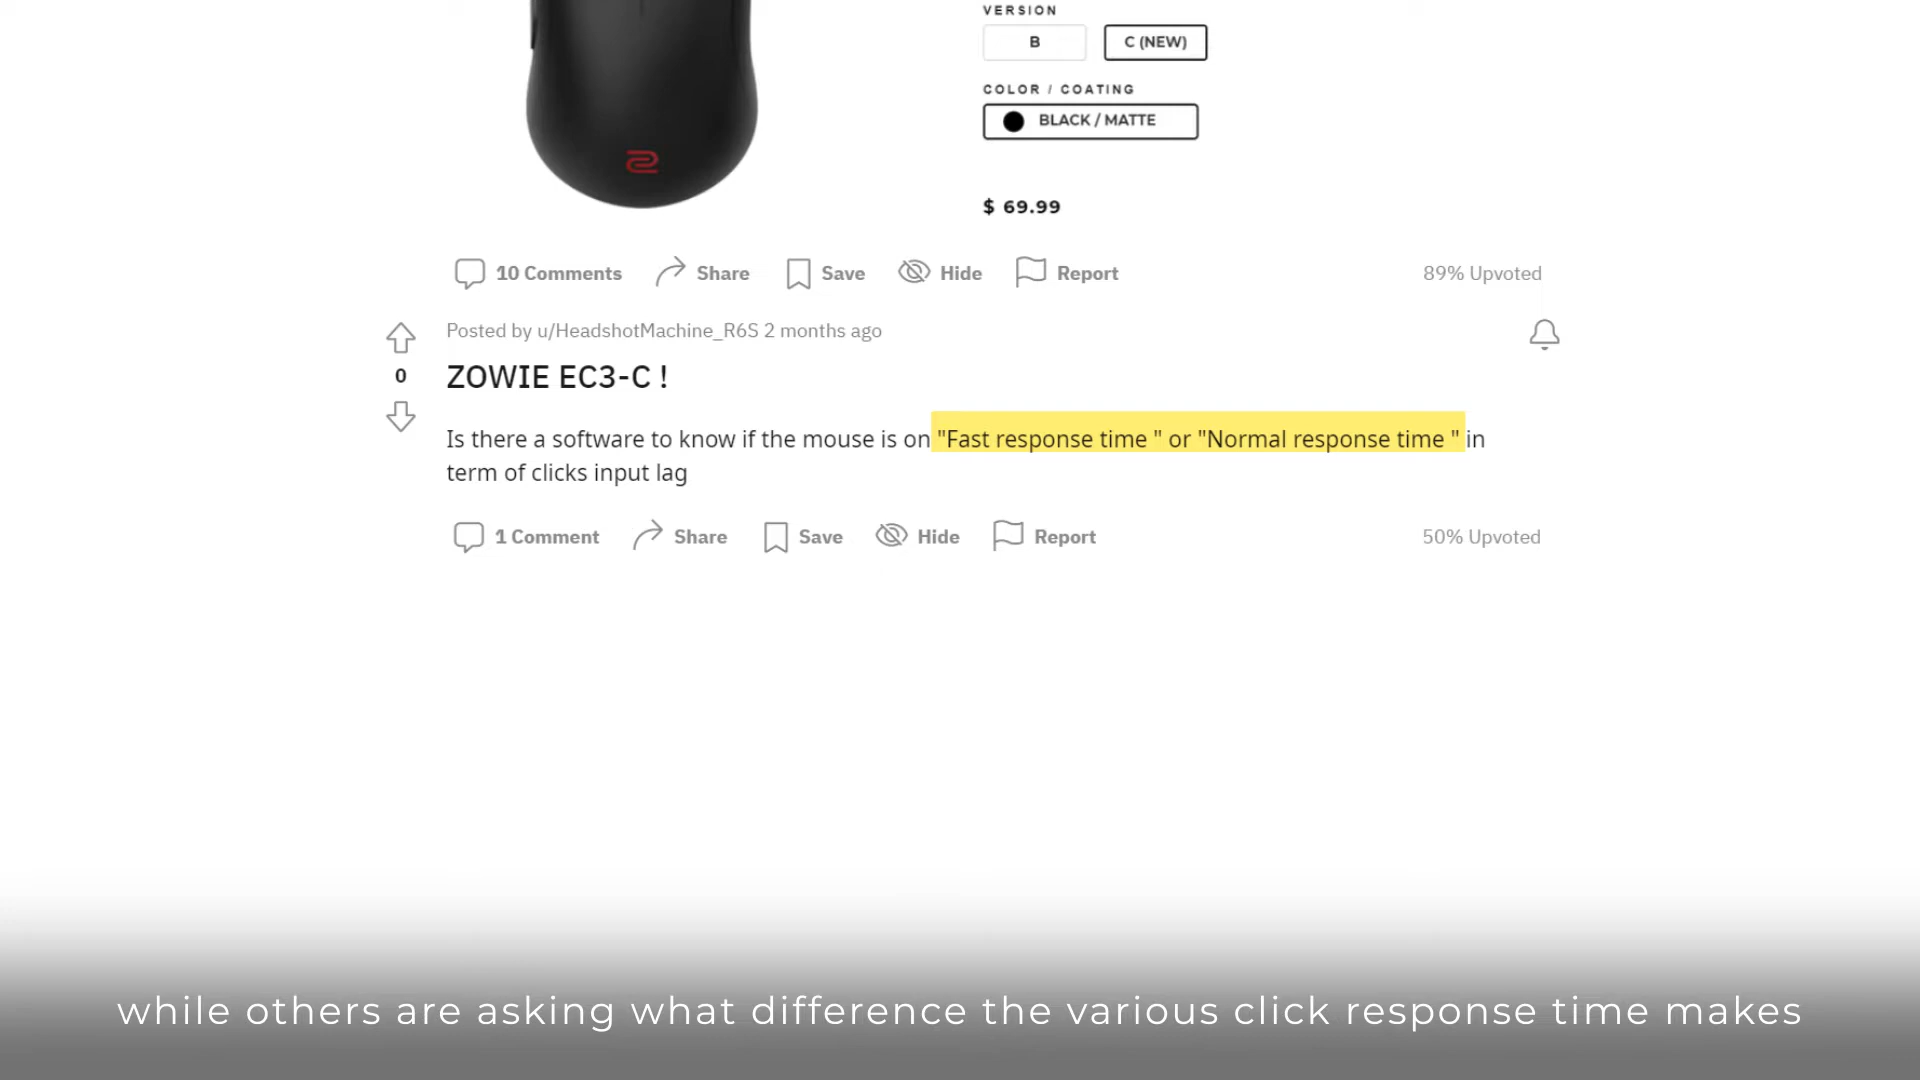 VERSION
B
C (NEW)
COLOR / COATING
BLACK / MATTE
$ 69.99
10 Comments Share Save Hide Report 89% Upvoted
Posted by u/HeadshotMachine_R6S 2 months ago
0
ZOWIE EC3-C !
Is there a software to know if the mouse is on "Fast response time " or "Normal response time " in
term of clicks input lag
1 Comment Share Save Hide Report 50% Upvoted
while others are asking what difference the various click response time makes